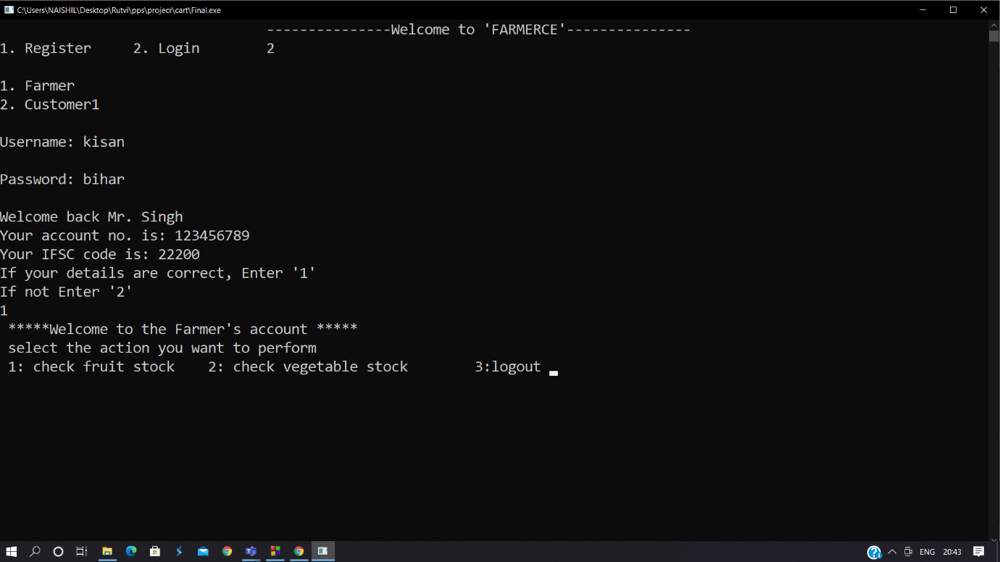 C:\Users\NAISHIL\Desktop\Rutvi\pps\projecr\cart\Final.exe
---------------Welcome to 'FARMERCE'---------------
1. Register     2. Login        2
1. Farmer
2. Customer1
Username: kisan
Password: bihar
Welcome back Mr. Singh
Your account no. is: 123456789
Your IFSC code is: 22200
If your details are correct, Enter '1'
If not Enter '2'
1
*****Welcome to the Farmer's account *****
select the action you want to perform
1: check fruit stock    2: check vegetable stock        3:logout
ENG 20:43